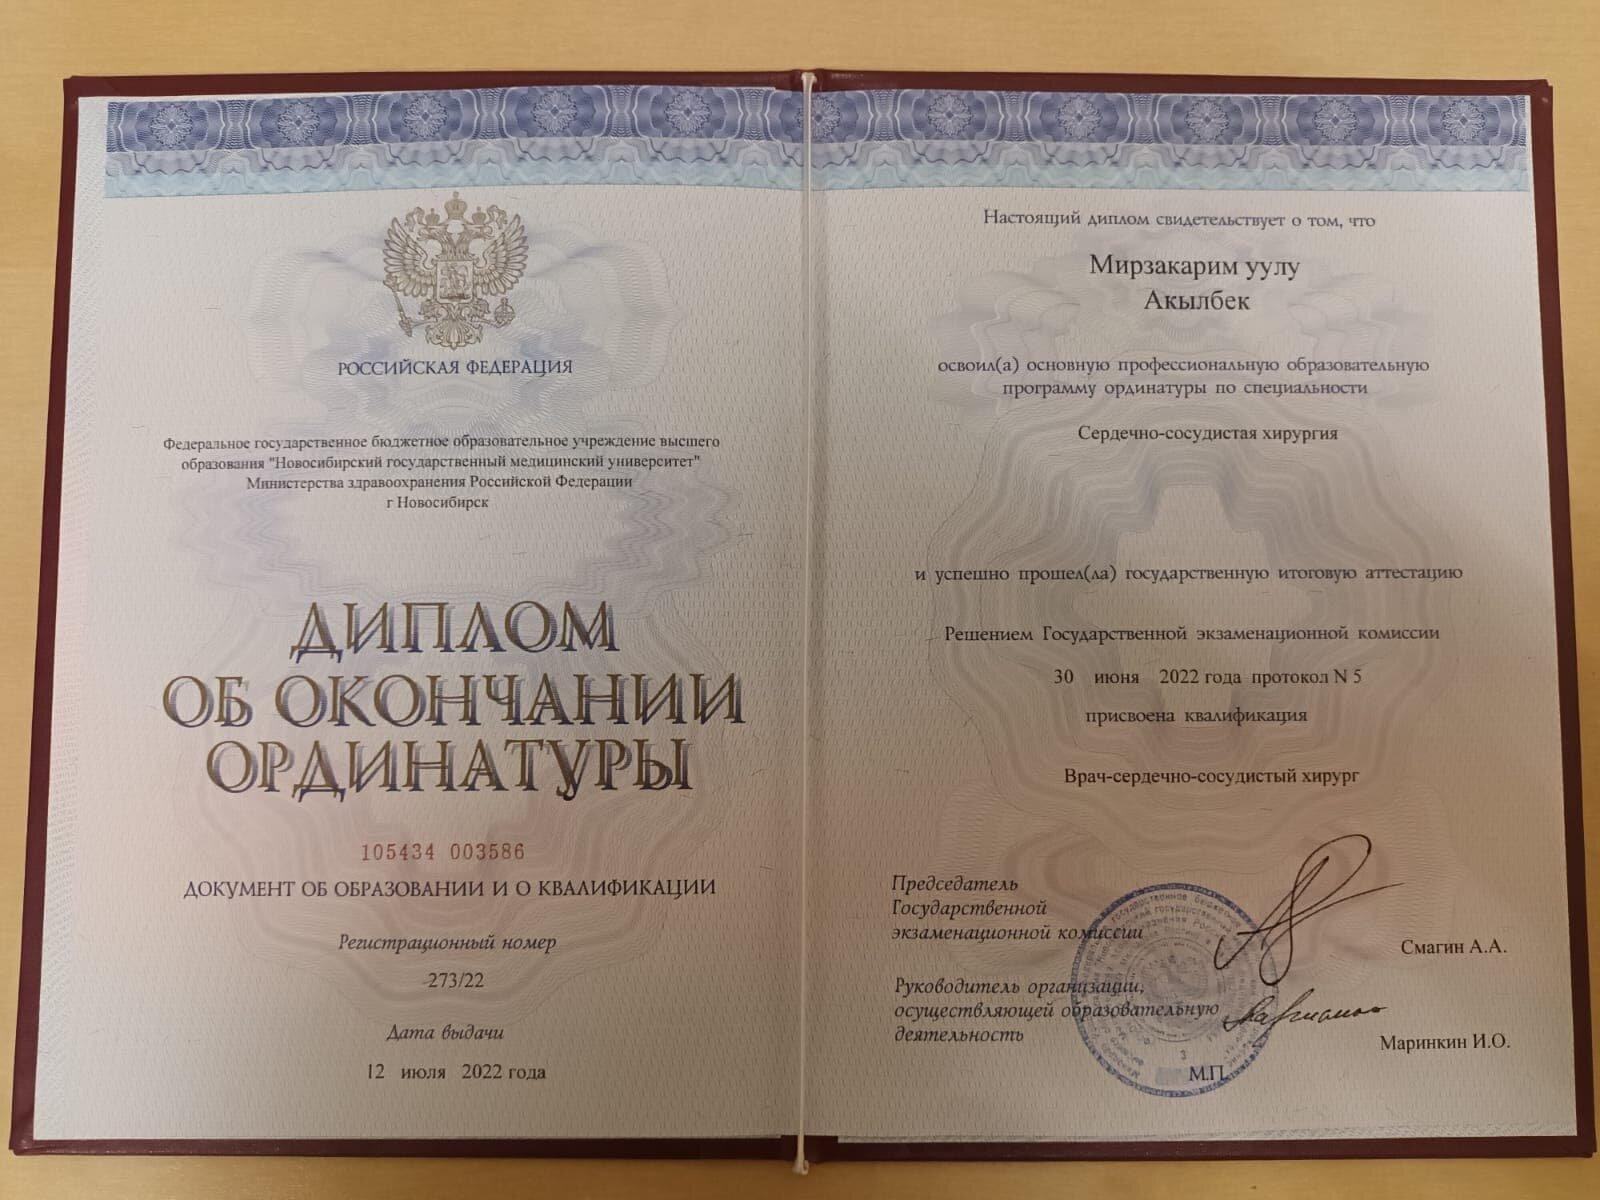 РОССИЙСКАЯ ФЕДЕРАЦИЯ
Федеральное государственное бюджетное образовательное учреждение высшего
образования "Новосибирский государственный медицинский университет"
Министерства здравоохранения Российской Федерации
г Новосибирск
ДИПЛОМ
ОБ ОКОНЧАНИИ
ОРДИНАТУРЫ
105434 003586
ДОКУМЕНТ ОБ ОБРАЗОВАНИИ И О КВАЛИФИКАЦИИ
Регистрационный номер
273/22
Дата выдачи
12 июля 2022 года
Настоящий диплом свидетельствует о том, что
Мирзакарим уулу
Акылбек
освоил(а) основную профессиональную образовательную
программу ординатуры по специальности
Сердечно-сосудистая хирургия
и успешно прошел(ла) государственную итоговую аттестацию
Решением Государственной экзаменационной комиссии
30 июня 2022 года протокол N 5
присвоена квалификация
Врач-сердечно-сосудистый хирург
Председатель
Государственной
экзаменационной комиссии
Смагин А.А.
Руководитель организации,
осуществляющей образовательную
деятельность
Маринкин И.О.
М.П.